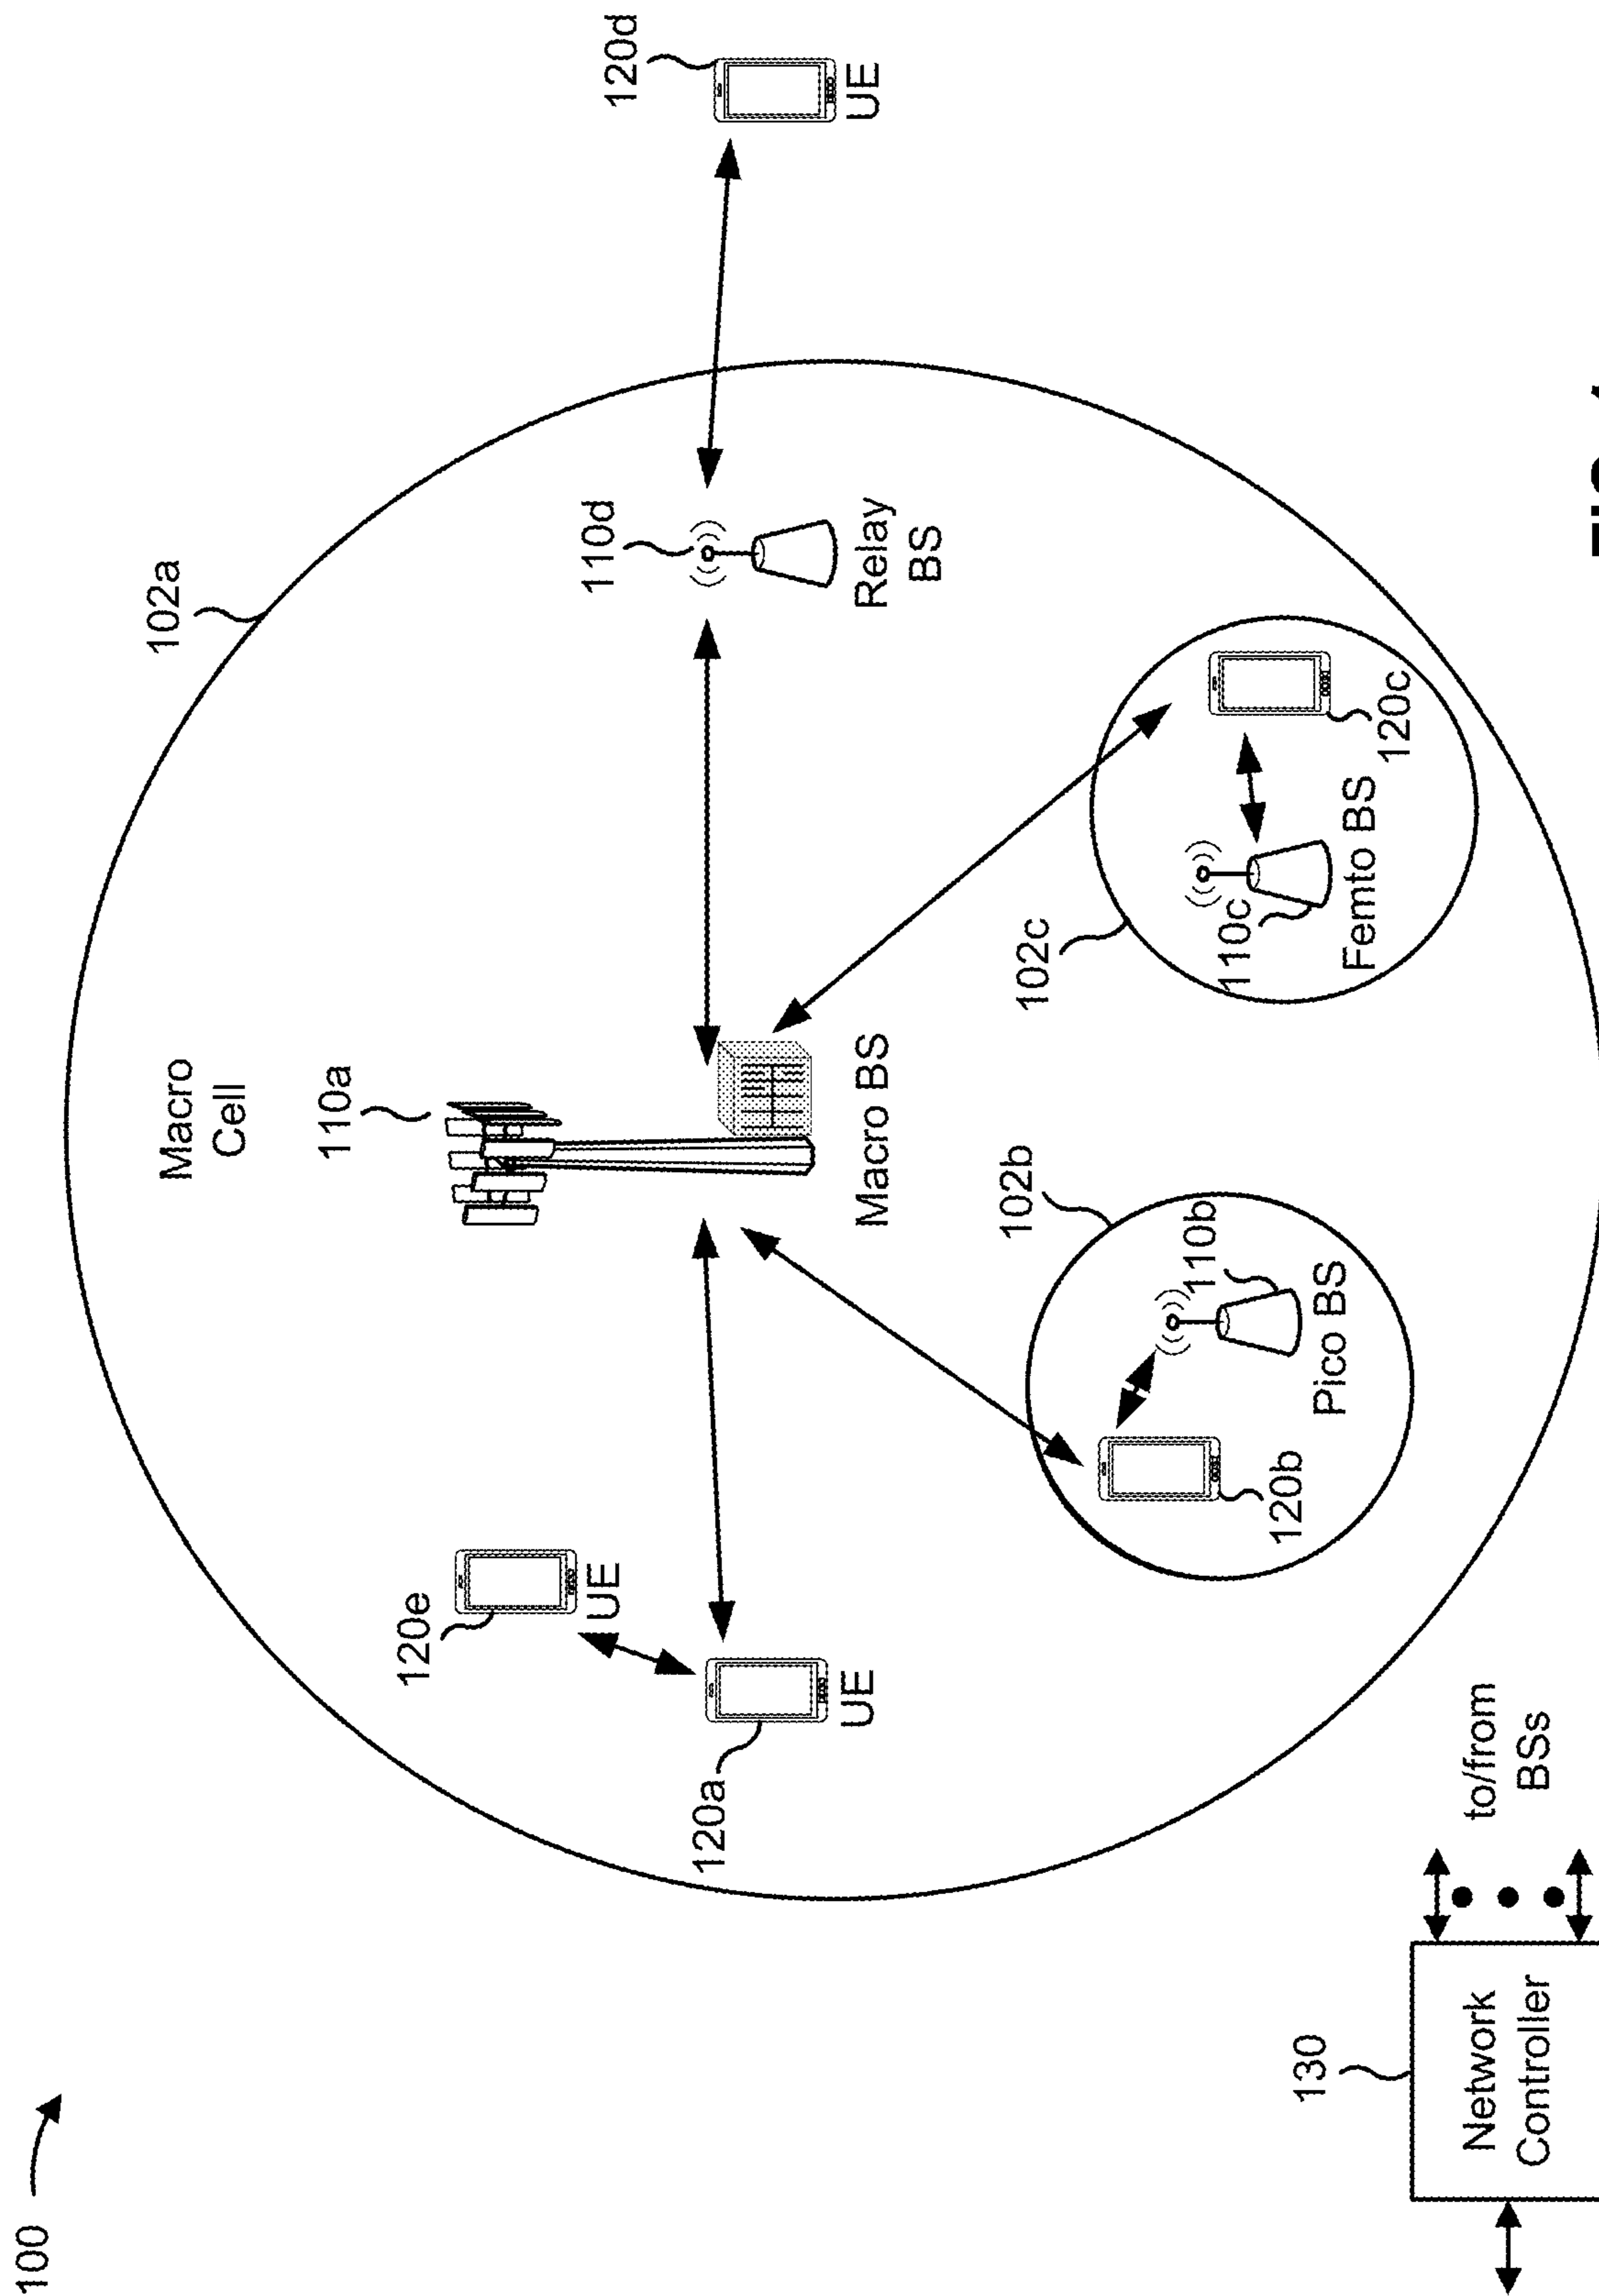 100
102a
Macro
Cell
110a
120e
UE
110d
120d
120a
UE
Macro BS
Relay
BS
UE
102b
102c
110b
110c
120b
Pico BS
Femto BS
120c
130
to/from
BSs
Network
Controller